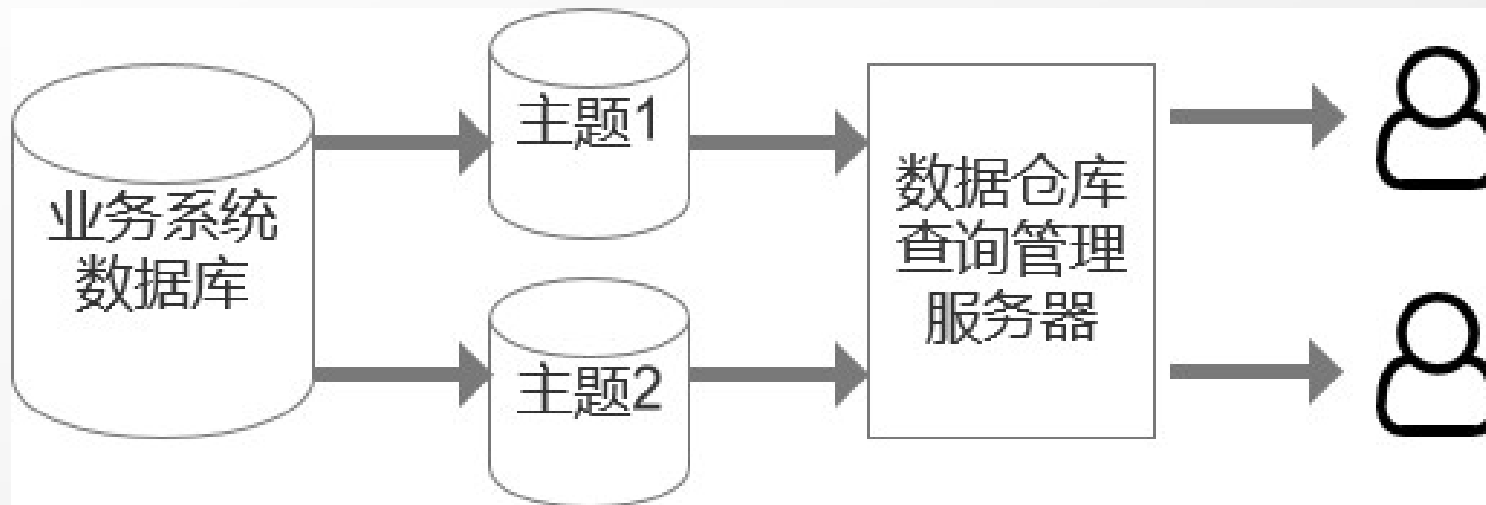 业务系统
数据库
主题1
主题2
数据仓库
查询管理
服务器